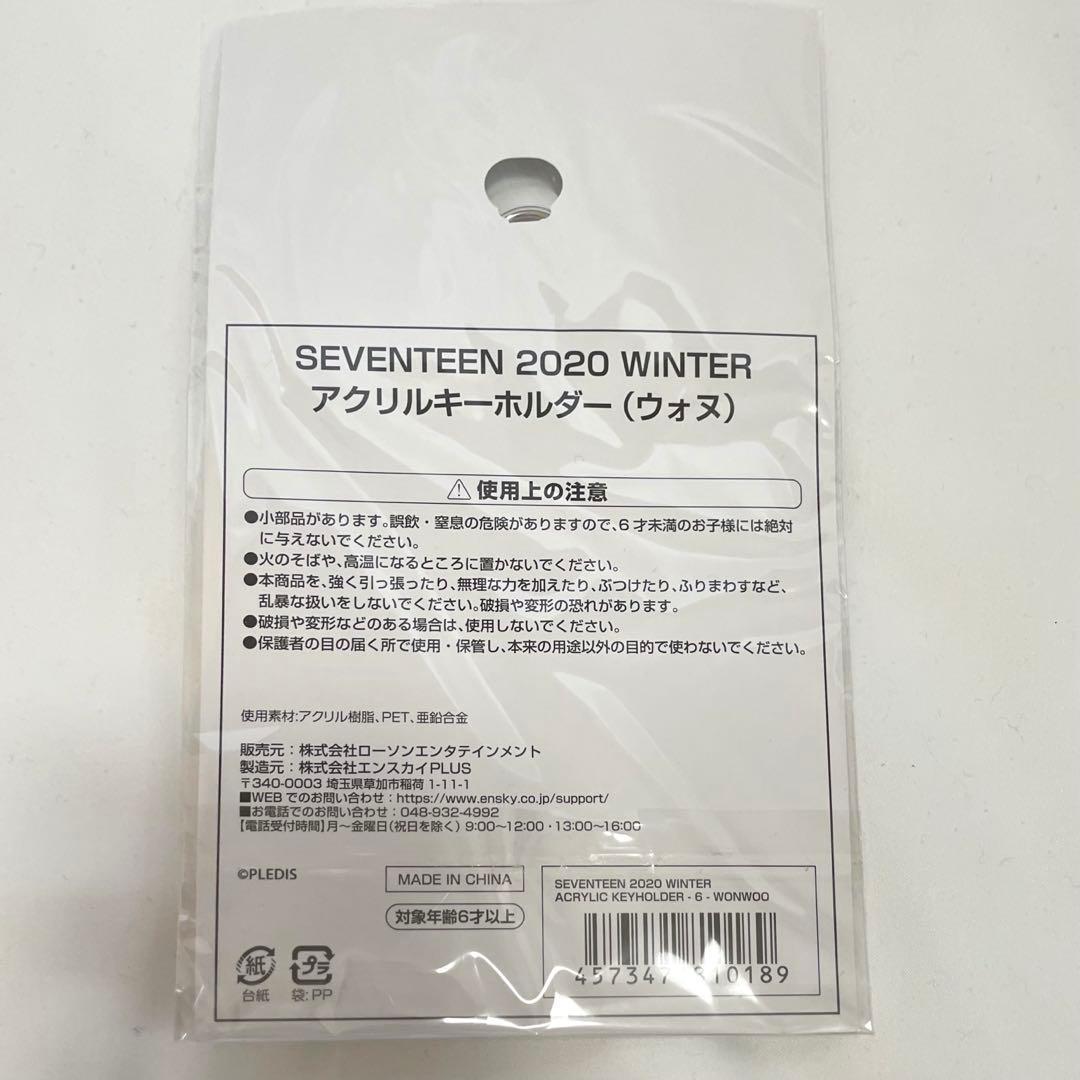 SEVENTEEN 2020 WINTER
アクリルキーホルダー（ウォヌ）
⚠ 使用上の注意
●小部品があります。誤飲・窒息の危険がありますので、6才未満のお子様には絶対
に与えないでください。
●火のそばや、高温になるところに置かないでください。
●本商品を、強く引っ張ったり、無理な力を加えたり、ぶつけたり、ふりまわすなど、
乱暴な扱いをしないでください。破損や変形の恐れがあります。
●破損や変形などのある場合は、使用しないでください。
●保護者の目の届く所で使用・保管し、本来の用途以外の目的で使わないでください。
使用素材:アクリル樹脂、PET、亜鉛合金
販売元：株式会社ローソンエンタテインメント
製造元：株式会社エンスカイPLUS
〒340-0003 埼玉県草加市稲荷 1-11-1
■WEBでのお問い合わせ：https://www.ensky.co.jp/support/
■お電話でのお問い合わせ：048-932-4992
【電話受付時間】月～金曜日（祝日を除く）9:00～12:00・13:00～16:00
©PLEDIS
MADE IN CHINA
対象年齢6才以上
SEVENTEEN 2020 WINTER
ACRYLIC KEYHOLDER - 6 - WONWOO
紙
台紙
プラ
袋:PP